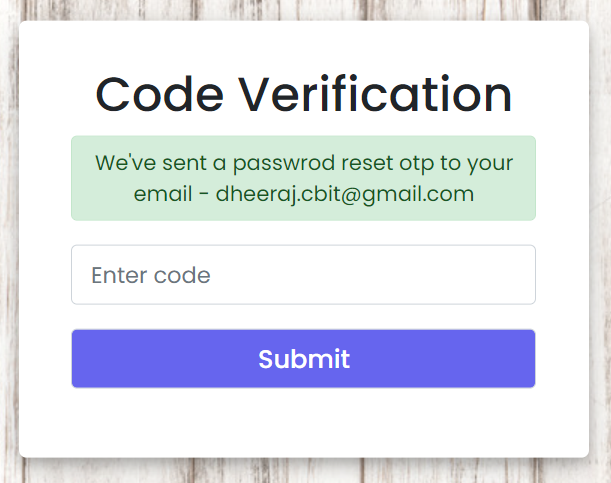 Code Verification
We've sent a passwrod reset otp to your
email - dheeraj.cbit@gmail.com
Enter code
Submit